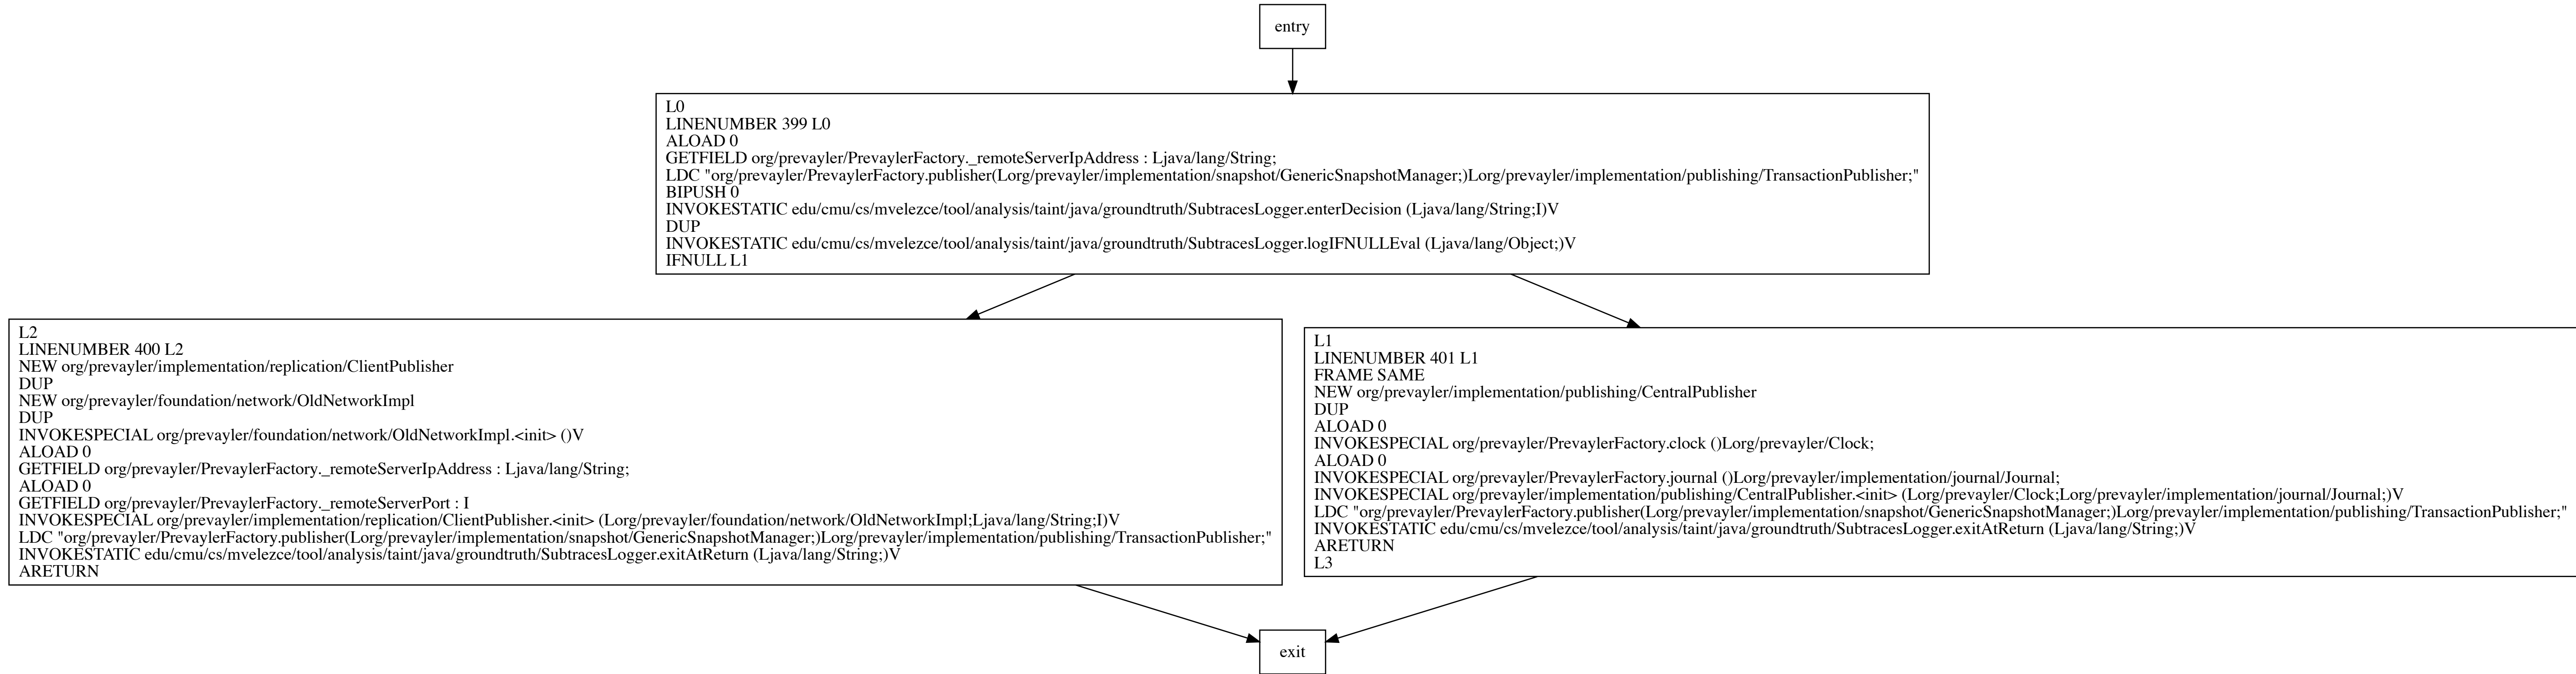 entry
L0
LINENUMBER 399 L0
ALOAD 0
GETFIELD org/prevayler/PrevaylerFactory._remoteServerIpAddress : Ljava/lang/String;
LDC "org/prevayler/PrevaylerFactory.publisher(Lorg/prevayler/implementation/snapshot/GenericSnapshotManager;)Lorg/prevayler/implementation/publishing/TransactionPublisher;"
BIPUSH 0
INVOKESTATIC edu/cmu/cs/mvelezce/tool/analysis/taint/java/groundtruth/SubtracesLogger.enterDecision (Ljava/lang/String;I)V
DUP
INVOKESTATIC edu/cmu/cs/mvelezce/tool/analysis/taint/java/groundtruth/SubtracesLogger.logIFNULLEval (Ljava/lang/Object;)V
IFNULL L1
L2
LINENUMBER 400 L2
NEW org/prevayler/implementation/replication/ClientPublisher
DUP
NEW org/prevayler/foundation/network/OldNetworkImpl
DUP
INVOKESPECIAL org/prevayler/foundation/network/OldNetworkImpl.<init> ()V
ALOAD 0
GETFIELD org/prevayler/PrevaylerFactory._remoteServerIpAddress : Ljava/lang/String;
ALOAD 0
GETFIELD org/prevayler/PrevaylerFactory._remoteServerPort : I
INVOKESPECIAL org/prevayler/implementation/replication/ClientPublisher.<init> (Lorg/prevayler/foundation/network/OldNetworkImpl;Ljava/lang/String;I)V
LDC "org/prevayler/PrevaylerFactory.publisher(Lorg/prevayler/implementation/snapshot/GenericSnapshotManager;)Lorg/prevayler/implementation/publishing/TransactionPublisher;"
INVOKESTATIC edu/cmu/cs/mvelezce/tool/analysis/taint/java/groundtruth/SubtracesLogger.exitAtReturn (Ljava/lang/String;)V
ARETURN
L1
LINENUMBER 401 L1
FRAME SAME
NEW org/prevayler/implementation/publishing/CentralPublisher
DUP
ALOAD 0
INVOKESPECIAL org/prevayler/PrevaylerFactory.clock ()Lorg/prevayler/Clock;
ALOAD 0
INVOKESPECIAL org/prevayler/PrevaylerFactory.journal ()Lorg/prevayler/implementation/journal/Journal;
INVOKESPECIAL org/prevayler/implementation/publishing/CentralPublisher.<init> (Lorg/prevayler/Clock;Lorg/prevayler/implementation/journal/Journal;)V
LDC "org/prevayler/PrevaylerFactory.publisher(Lorg/prevayler/implementation/snapshot/GenericSnapshotManager;)Lorg/prevayler/implementation/publishing/TransactionPublisher;"
INVOKESTATIC edu/cmu/cs/mvelezce/tool/analysis/taint/java/groundtruth/SubtracesLogger.exitAtReturn (Ljava/lang/String;)V
ARETURN
L3
exit